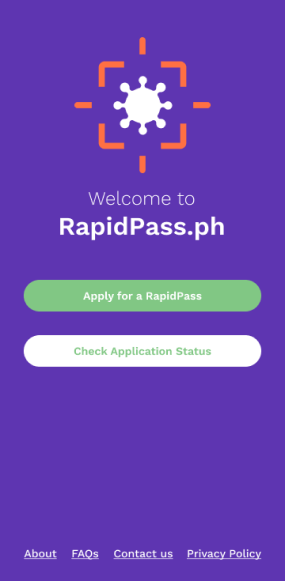 Welcome to
RapidPass.ph
Apply for a RapidPass
Check Application Status
About FAQs Contact us Privacy Policy